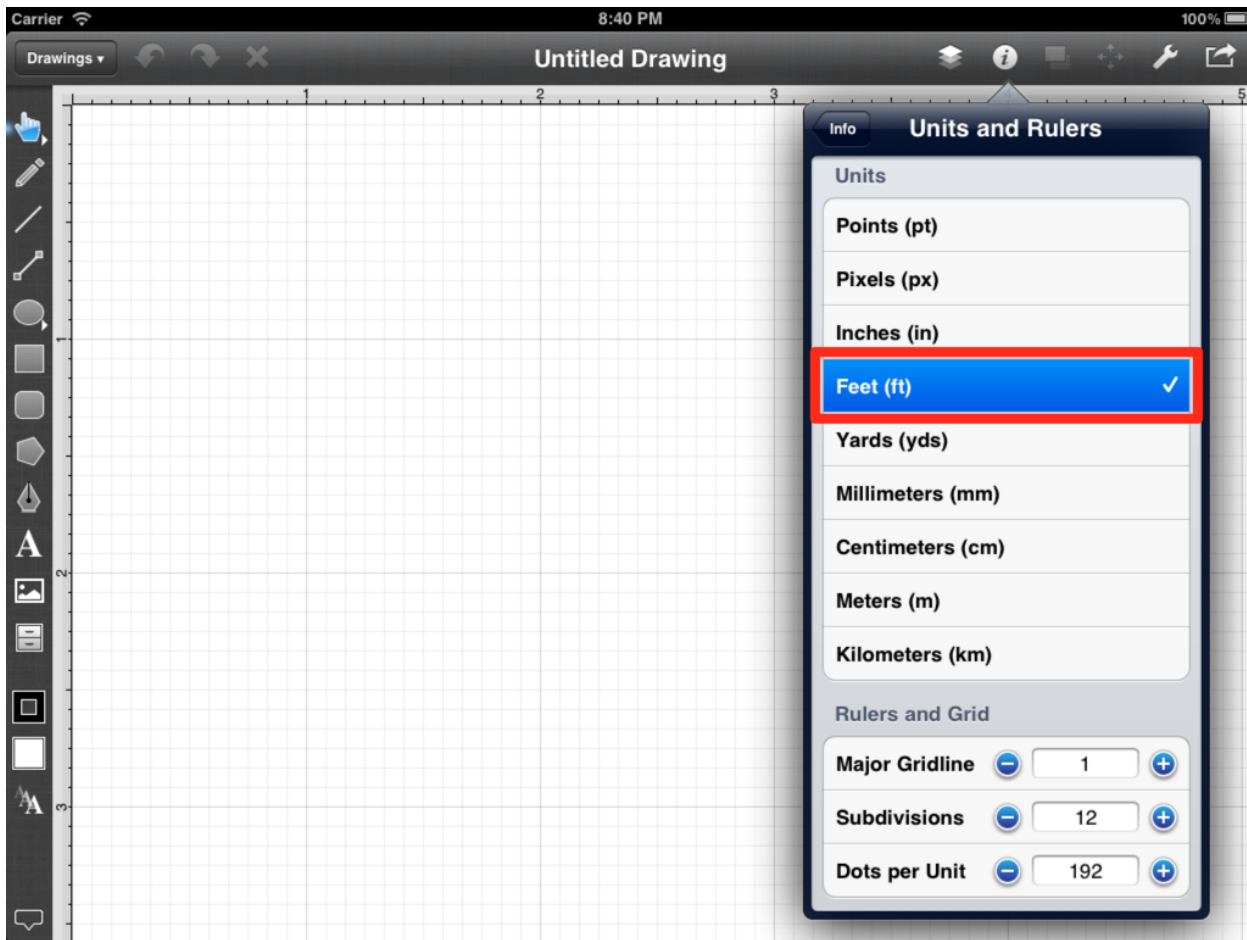 Carrier 8:40 PM 100%
Drawings ▾ Untitled Drawing
1 2 3 5
Info Units and Rulers
Units
Points (pt)
Pixels (px)
Inches (in)
1
Feet (ft)
Yards (yds)
Millimeters (mm)
A
Centimeters (cm)
2
Meters (m)
Kilometers (km)
Rulers and Grid
Major Gridline 1
AAA
3
Subdivisions 12
Dots per Unit 192